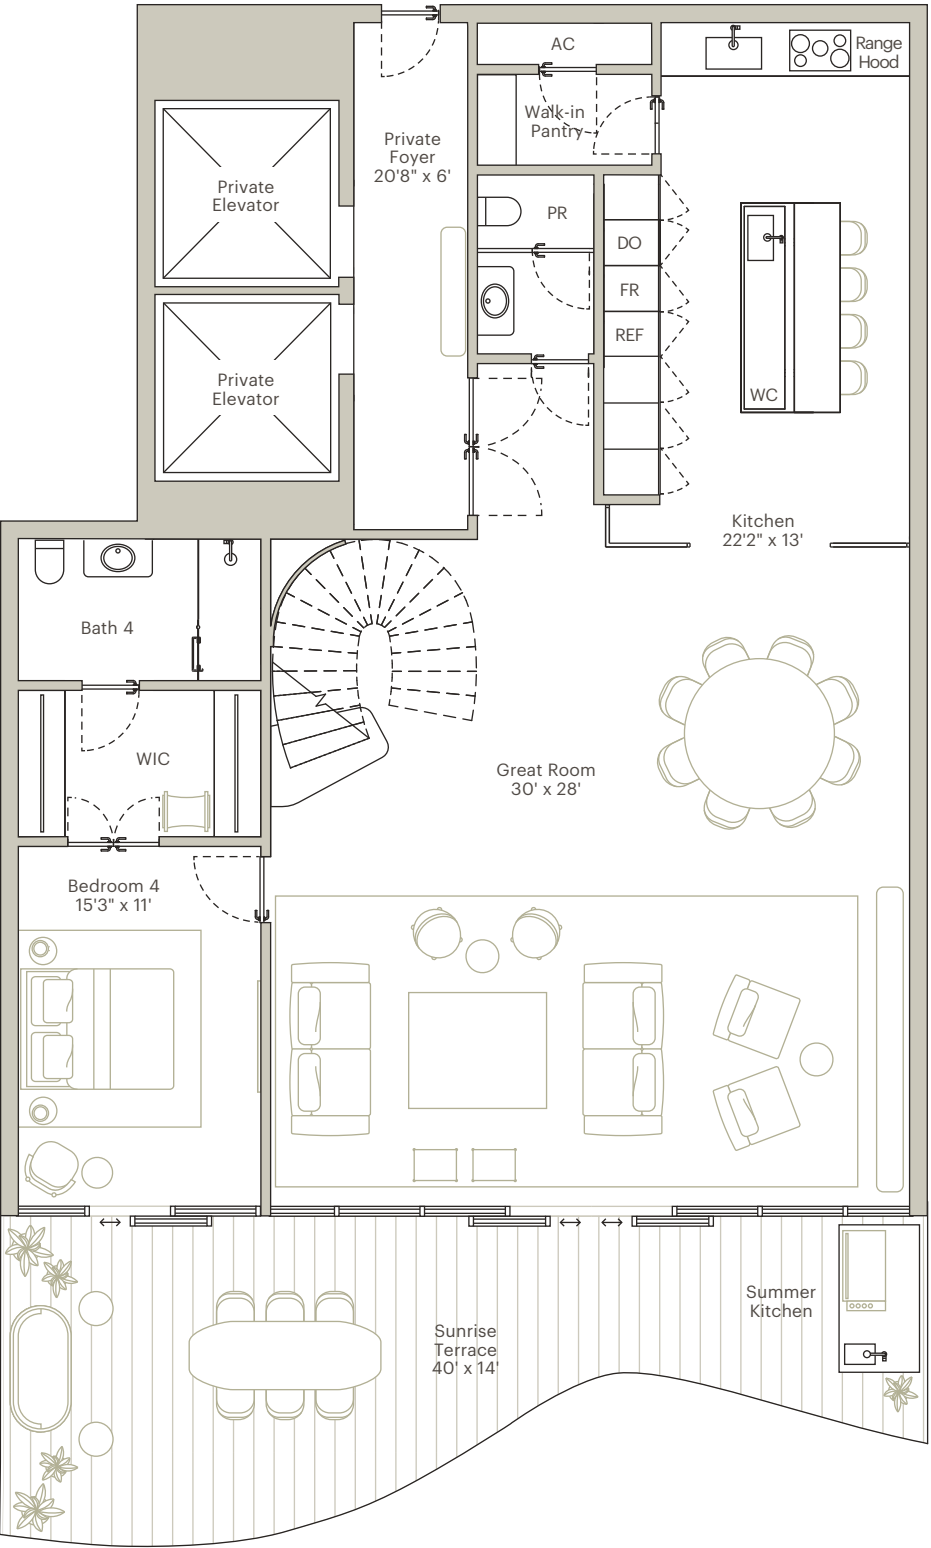 AC
Range
Hood
Walk-in
Pantry
Private
Foyer
20'8" x 6'
Private
Elevator
PR
DO
FR
REF
Private
Elevator
WC
Kitchen
22'2" x 13'
Bath 4
WIC
Great Room
30' x 28'
Bedroom 4
15'3" x 11'
Summer
Kitchen
Sunrise
Terrace
40' x 14'